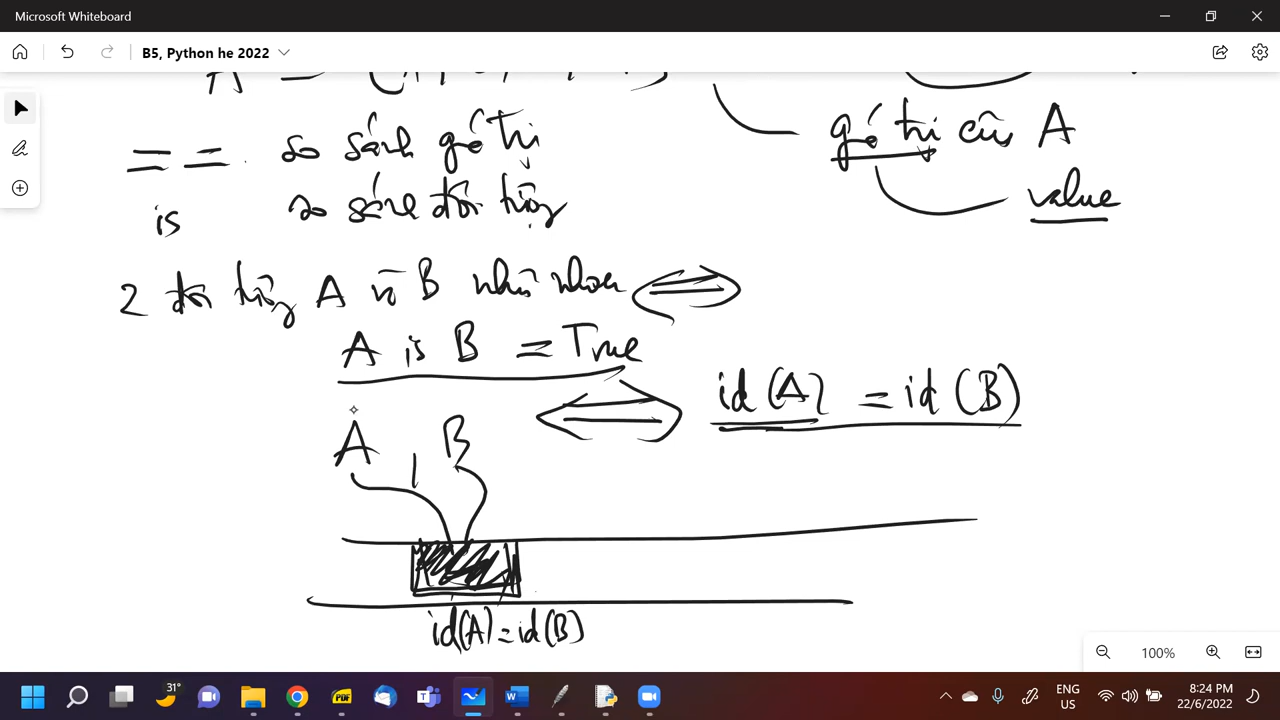 Microsoft Whiteboard
B5, Python he 2022
A =
== so sánh giá trị
is so sánh đối tượng
giá trị của A
value
2 đối tượng A và B như nhau
A is B = True
id(A) = id(B)
A B
id(A) = id(B)
100%
31°
ENG
US
8:24 PM
22/6/2022